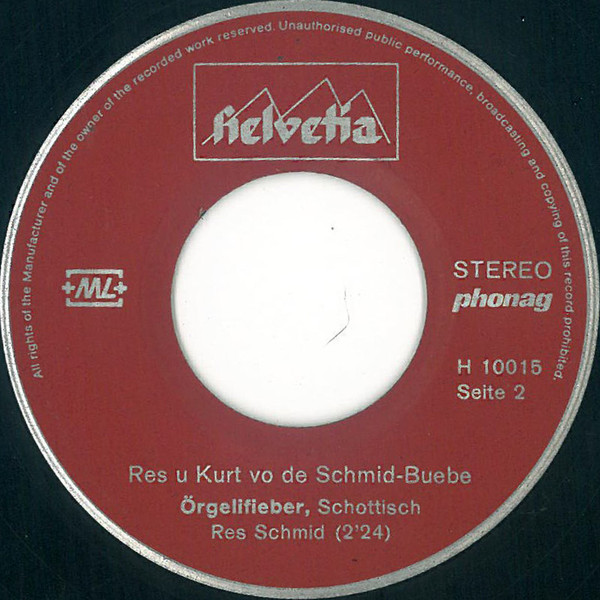 All rights of the Manufacturer and of the owner of the recorded work reserved. Unauthorised public performance, broadcasting and copying of this record prohibited.
Helvetia
+ML+
STEREO
phonag
H 10015
Seite 2
Res u Kurt vo de Schmid-Buebe
Örgelifieber, Schottisch
Res Schmid (2'24)